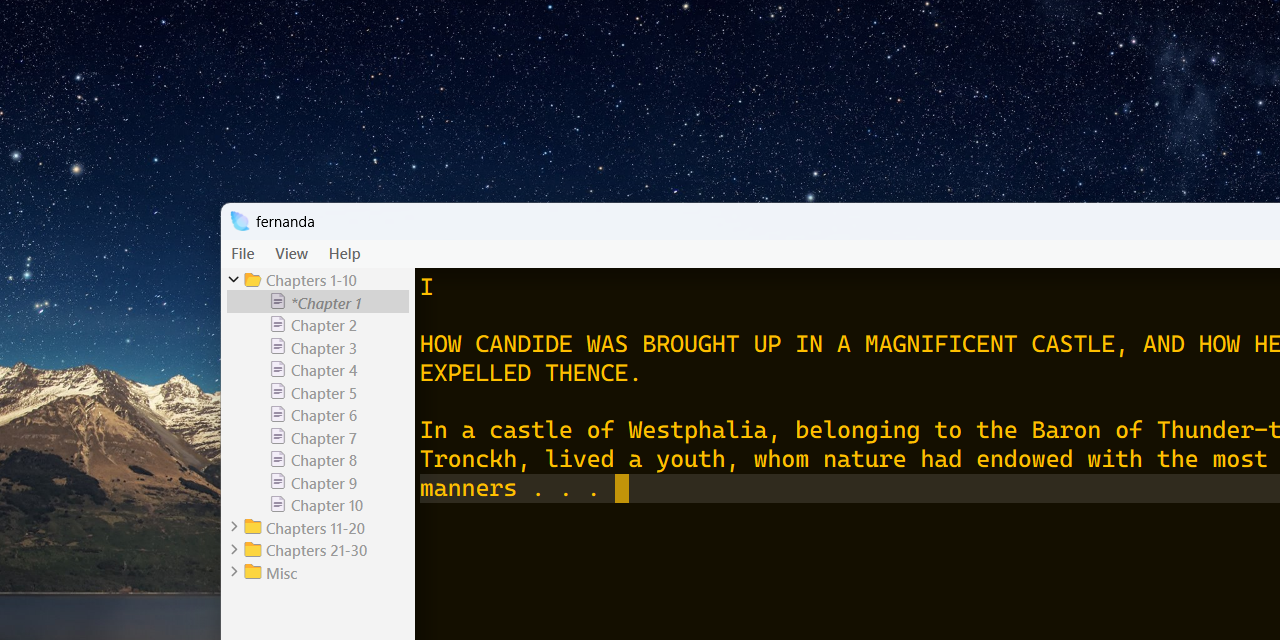 fernanda
File View Help
Chapters 1-10
*Chapter 1
Chapter 2
Chapter 3
Chapter 4
Chapter 5
Chapter 6
Chapter 7
Chapter 8
Chapter 9
Chapter 10
Chapters 11-20
Chapters 21-30
Misc
I
HOW CANDIDE WAS BROUGHT UP IN A MAGNIFICENT CASTLE, AND HOW HE
EXPELLED THENCE.
In a castle of Westphalia, belonging to the Baron of Thunder-t
Tronckh, lived a youth, whom nature had endowed with the most
manners . . .